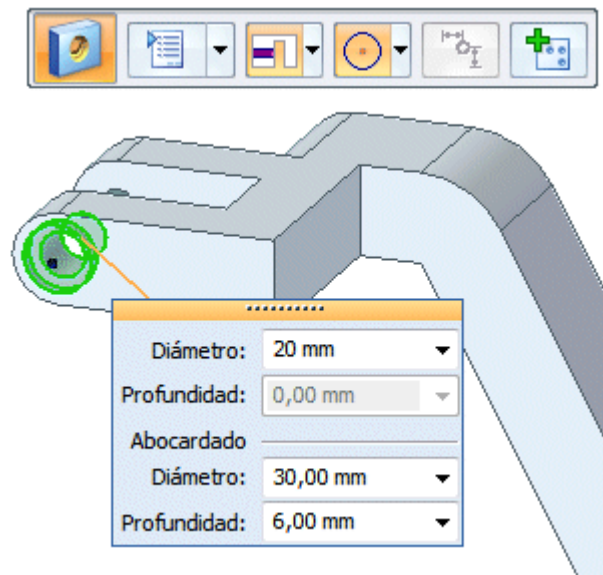 Diámetro: 20 mm
Profundidad: 0,00 mm
Abocardado
Diámetro: 30,00 mm
Profundidad: 6,00 mm